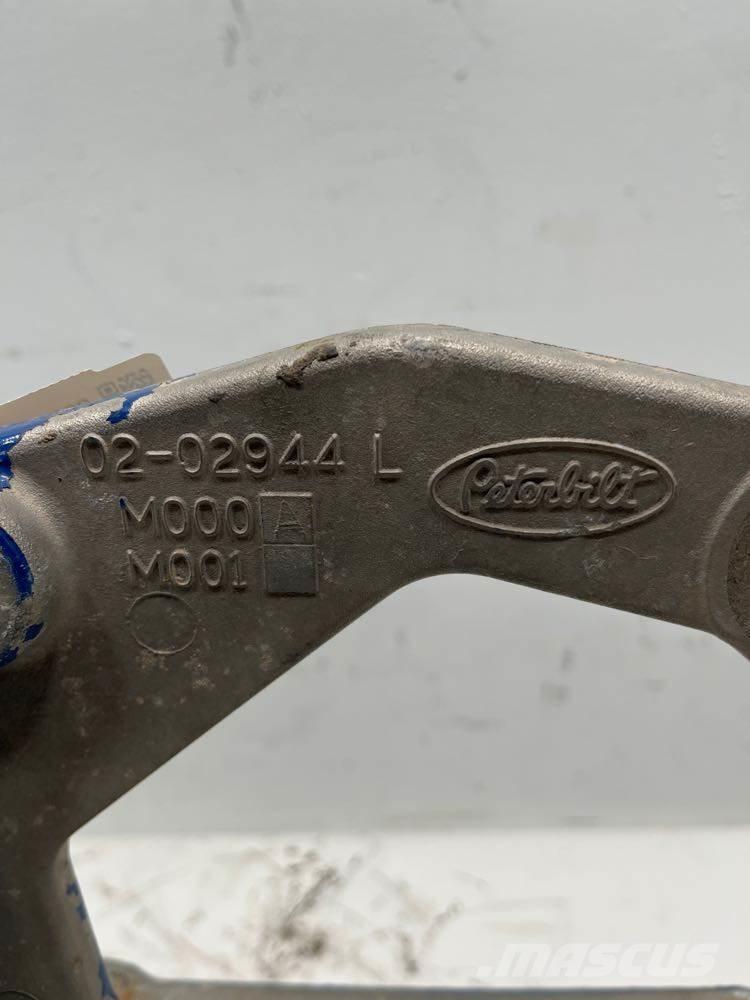 02-02944 L
Peterbilt
M000 A
M001
MASCUS